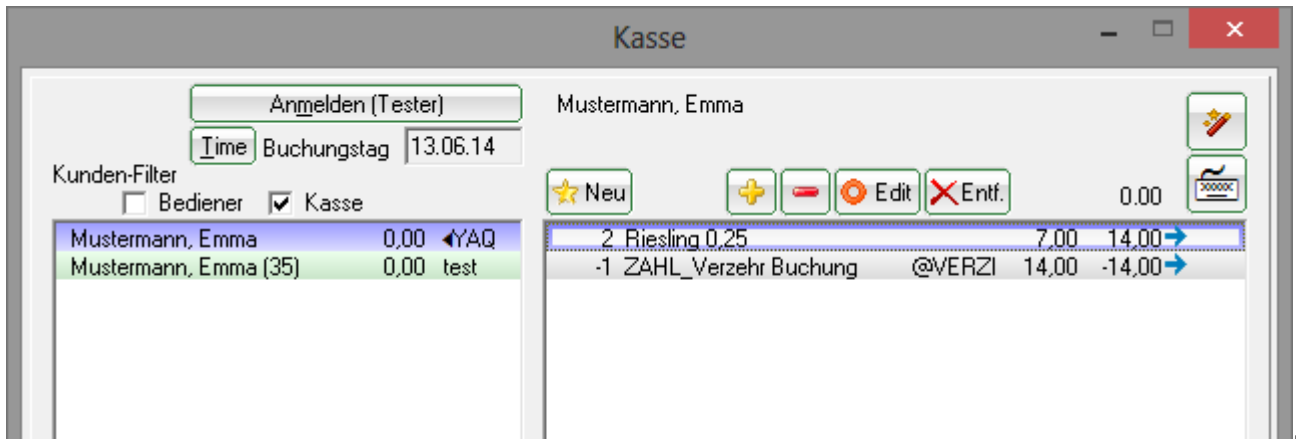 Kasse
Anmelden (Tester)
Mustermann, Emma
Time Buchungstag 13.06.14
Kunden-Filter
Bediener Kasse
Neu Edit Entf. 0.00
Mustermann, Emma 0,00 YAQ
Mustermann, Emma (35) 0,00 test
2 Riesling 0,25 7,00 14,00
-1 ZAHL_Verzehr Buchung @VERZI 14,00 -14,00